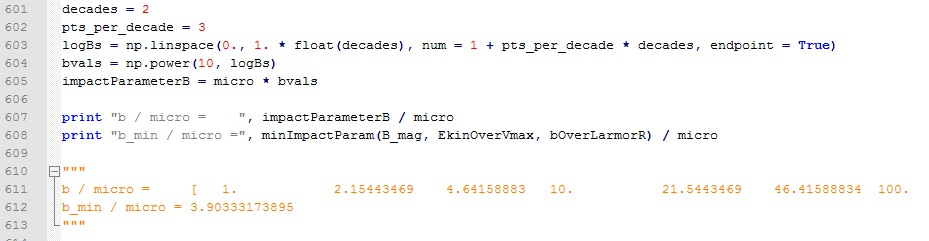 601 decades = 2
602 pts_per_decade = 3
603 logBs = np.linspace(0., 1. * float(decades), num = 1 + pts_per_decade * decades, endpoint = True)
604 bvals = np.power(10, logBs)
605 impactParameterB = micro * bvals
606
607 print "b / micro =    ", impactParameterB / micro
608 print "b_min / micro =", minImpactParam(B_mag, EkinOverVmax, bOverLarmorR) / micro
609
610 """
611 b / micro =     [   1.            2.15443469    4.64158883   10.           21.5443469    46.41588834  100.
612 b_min / micro = 3.90333173895
613 """